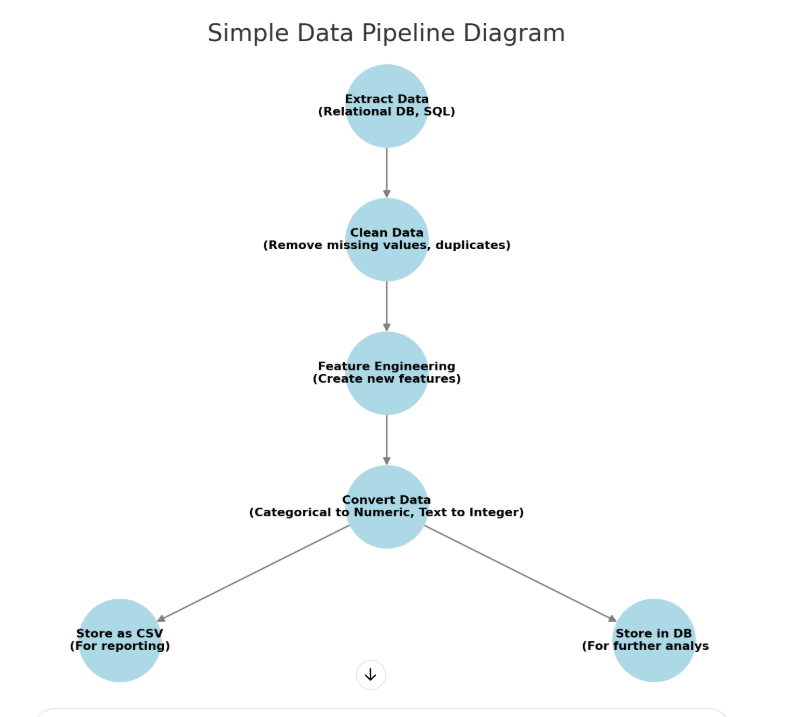 Simple Data Pipeline Diagram
Extract Data
(Relational DB, SQL)
Clean Data
(Remove missing values, duplicates)
Feature Engineering
(Create new features)
Convert Data
(Categorical to Numeric, Text to Integer)
Store as CSV
(For reporting)
Store in DB
(For further analys